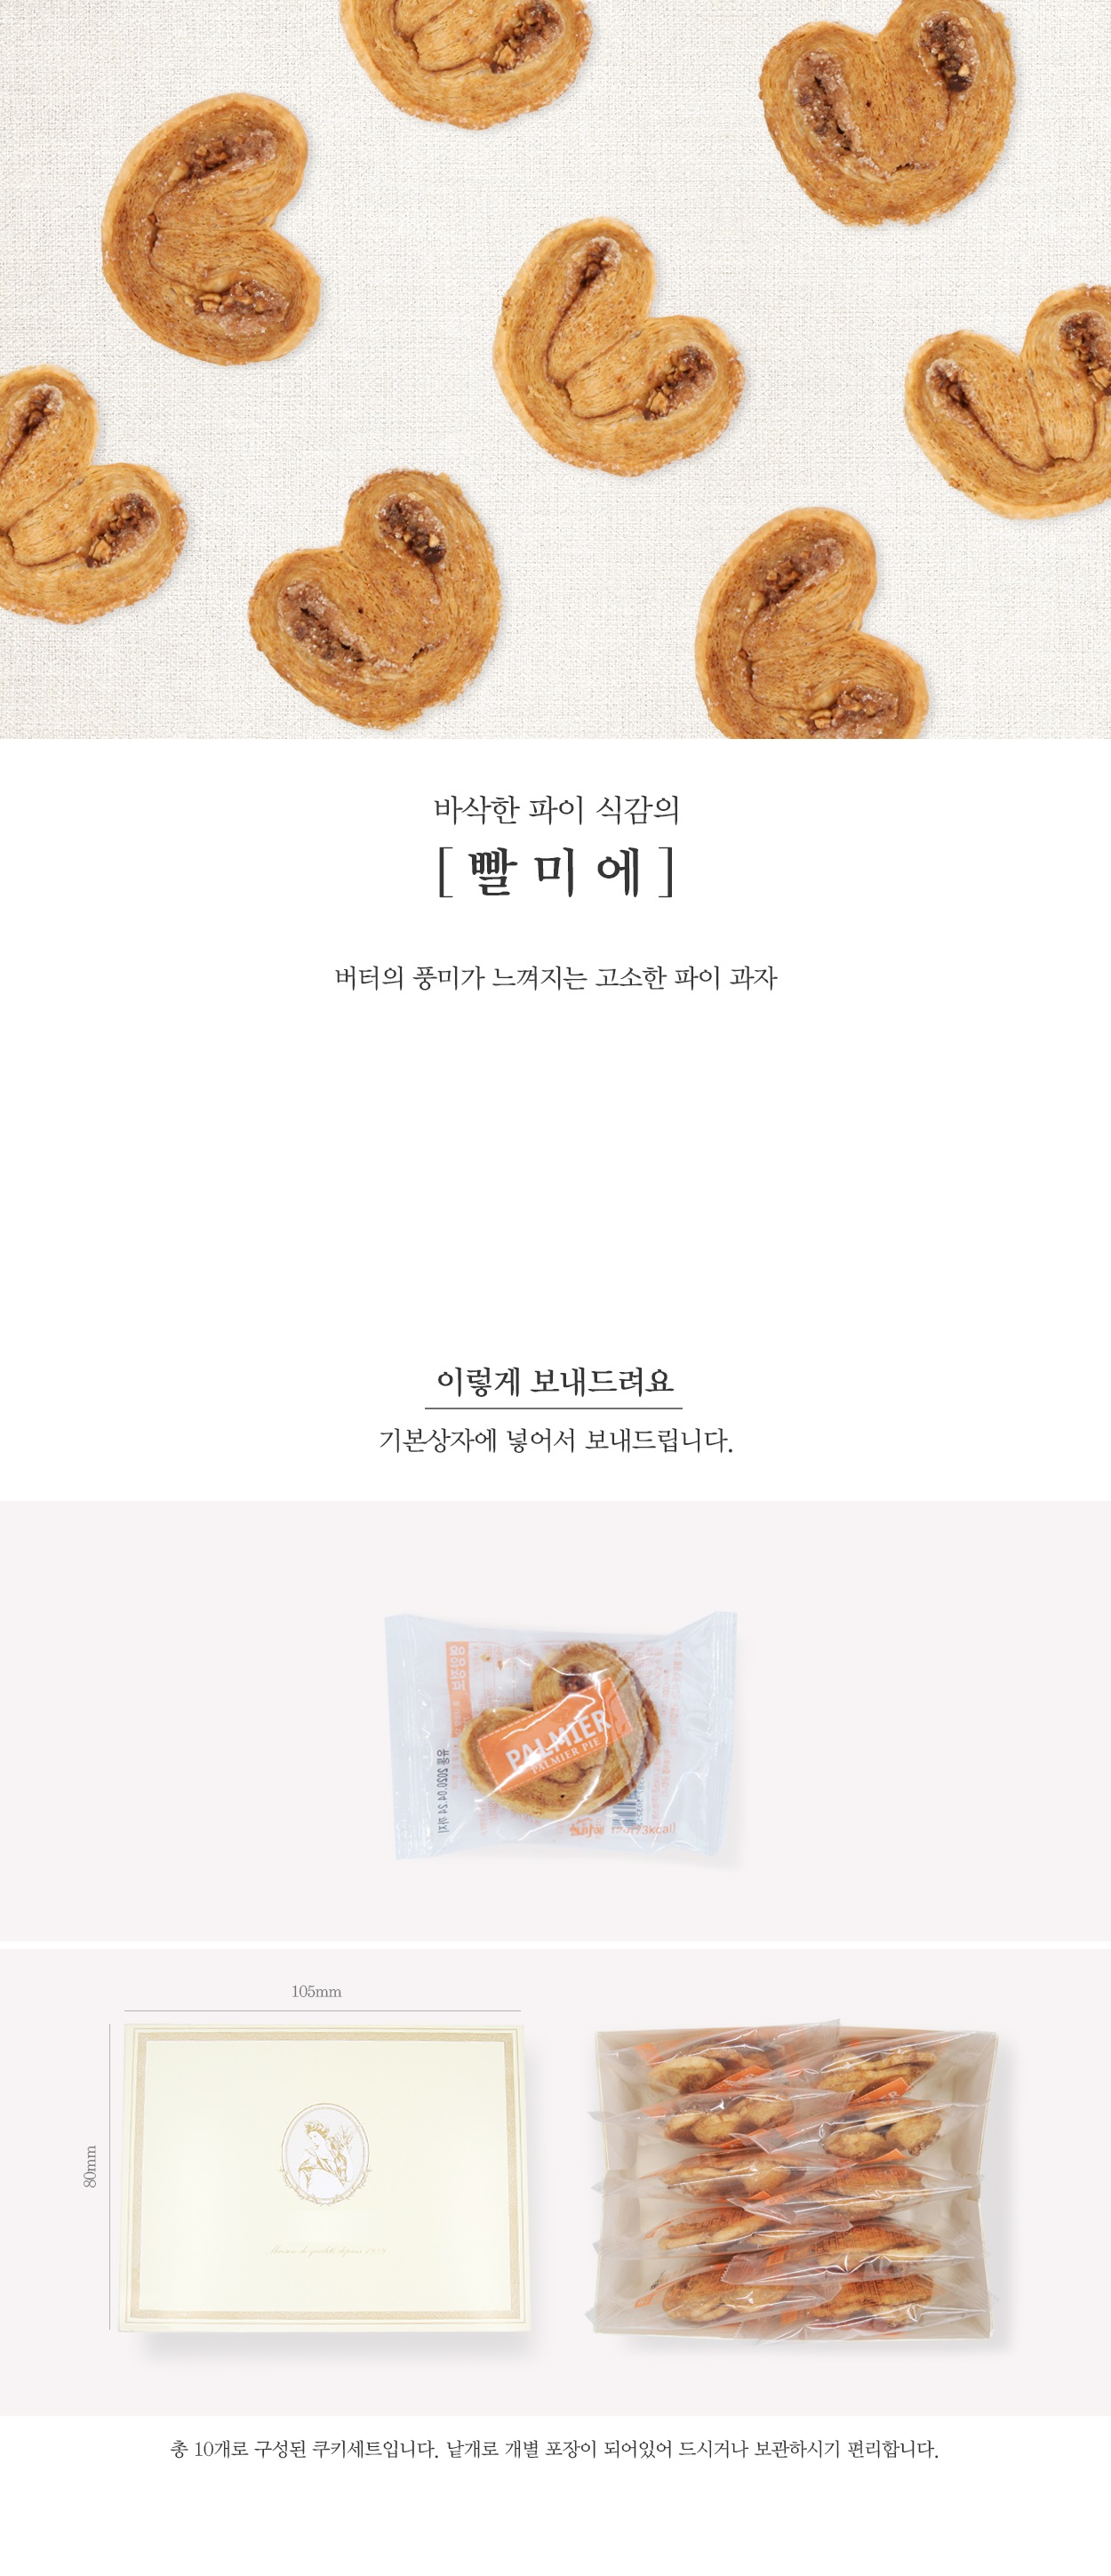 바삭한 파이 식감의
[ 빨 미 에 ]
버터의 풍미가 느껴지는 고소한 파이 과자
이렇게 보내드려요
기본상자에 넣어서 보내드립니다.
PALMIER
PALMIER PIE
105mm
80mm
총 10개로 구성된 쿠키세트입니다. 낱개로 개별 포장이 되어있어 드시거나 보관하시기 편리합니다.